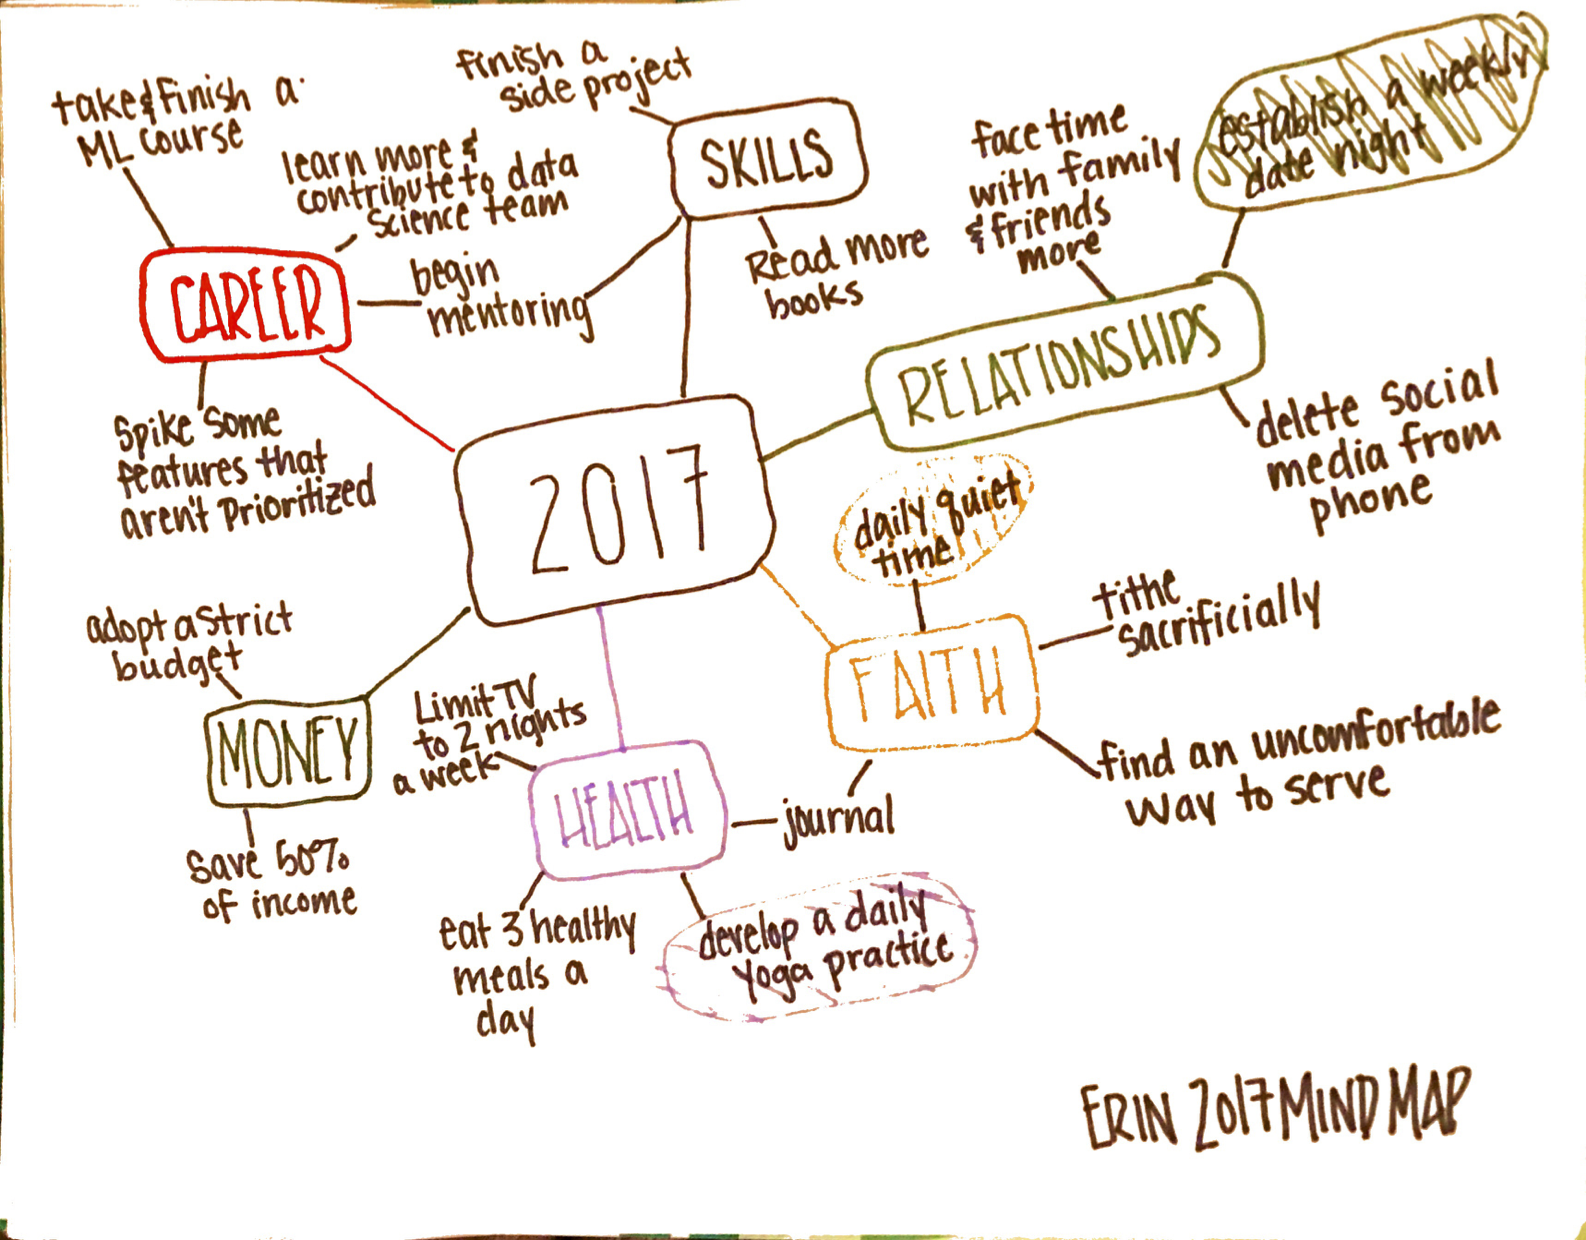 take & finish a
ML course
learn more &
contribute to data
science team
CAREER
begin
mentoring
Spike some
features that
aren't prioritized
finish a
side project
SKILLS
Read more
books
face time
with family
& friends
more
establish a weekly
date night
RELATIONSHIPS
delete social
media from
phone
2017
daily quiet
time
FAITH
tithe
sacrificially
find an uncomfortable
way to serve
journal
adopt a strict
budget
MONEY
Save 50%
of income
Limit TV
to 2 nights
a week
HEALTH
eat 3 healthy
meals a
day
develop a daily
yoga practice
ERIN 2017 MIND MAP